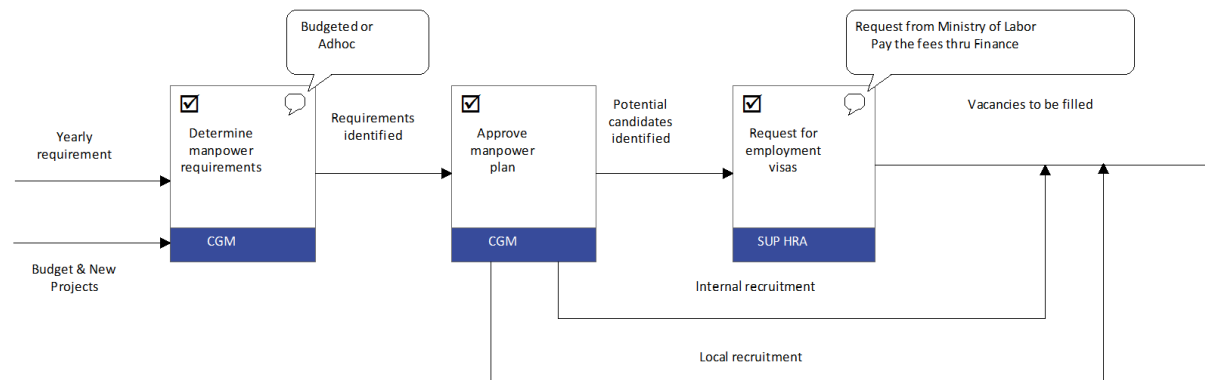 Budgeted or
Adhoc
Request from Ministry of Labor
Pay the fees thru Finance
Yearly
requirement
Determine
manpower
requirements
Requirements
identified
Approve
manpower
plan
Potential
candidates
identified
Request for
employment
visas
Vacancies to be filled
CGM
CGM
SUP HRA
Budget & New
Projects
Internal recruitment
Local recruitment